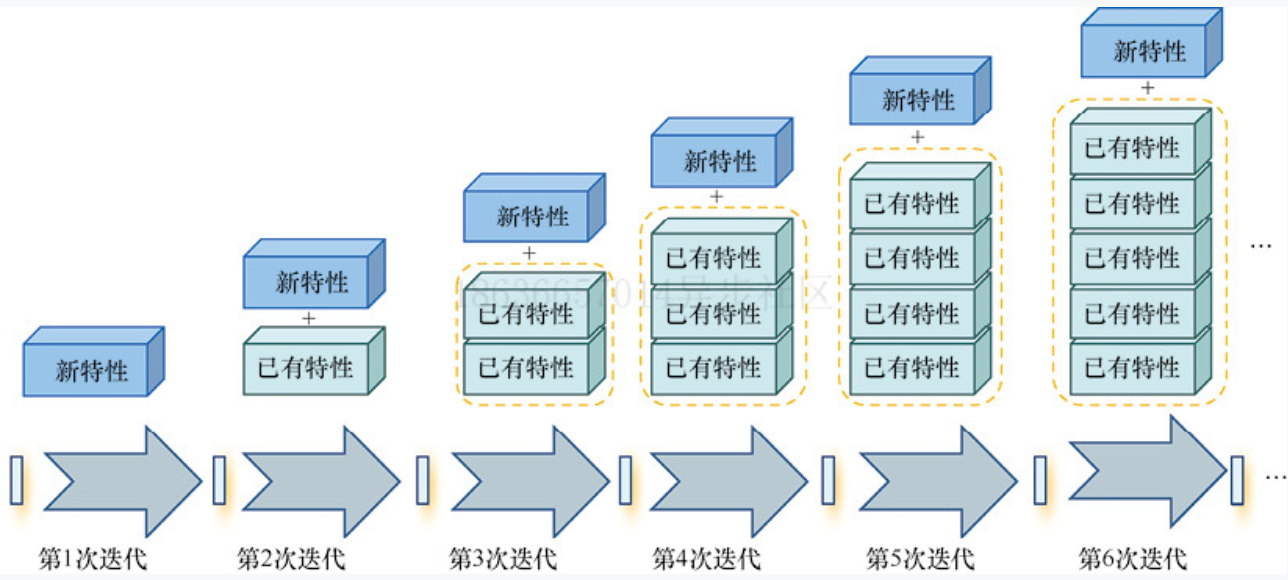 新特性
第1次迭代
新特性
+
已有特性
第2次迭代
新特性
+
已有特性
已有特性
第3次迭代
新特性
+
已有特性
已有特性
已有特性
第4次迭代
新特性
+
已有特性
已有特性
已有特性
已有特性
第5次迭代
新特性
+
已有特性
已有特性
已有特性
已有特性
已有特性
第6次迭代
…
…
异步社区